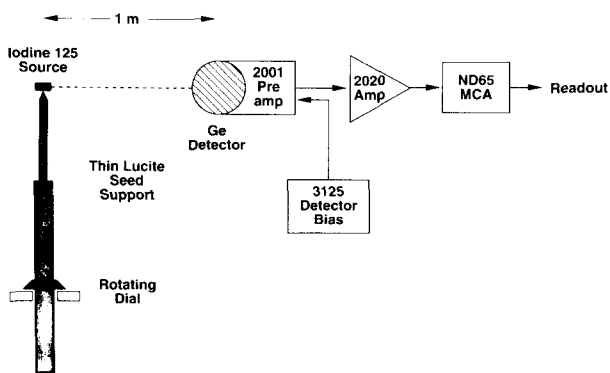 1 m
Iodine 125
Source
2001
Pre
amp
2020
Amp
ND65
MCA
Readout
Ge
Detector
Thin Lucite
Seed
Support
3125
Detector
Bias
Rotating
Dial